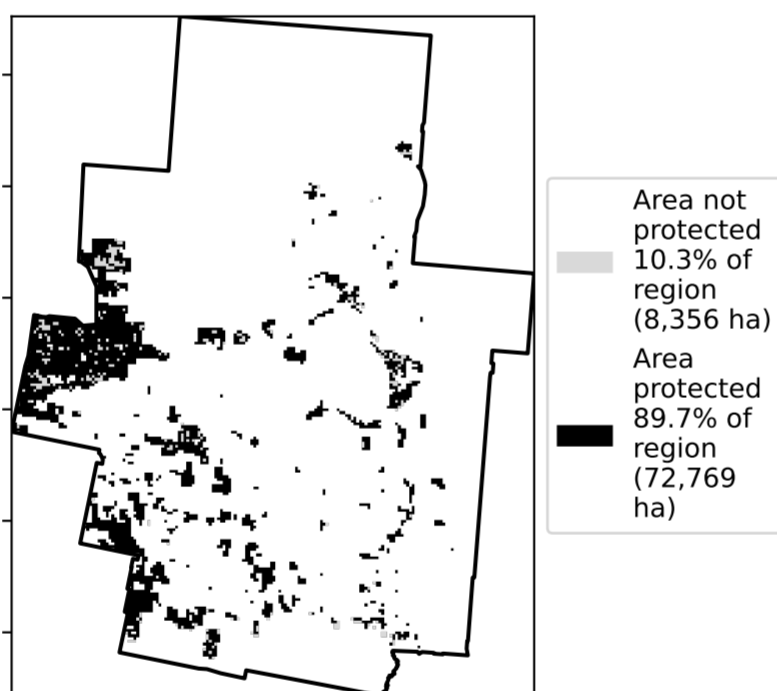 Area not
protected
10.3% of
region
(8,356 ha)
Area
protected
89.7% of
region
(72,769
ha)